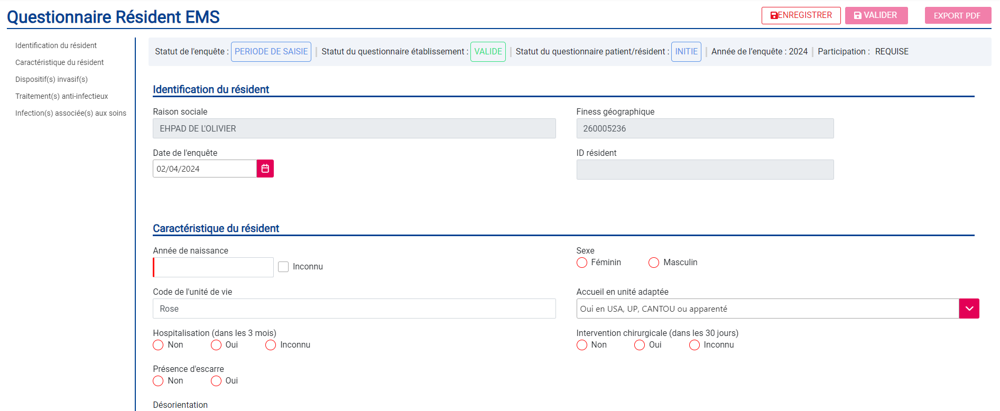 Questionnaire Résident EMS
ENREGISTRER
VALIDER
EXPORT PDF
Identification du résident
Caractéristique du résident
Dispositif(s) invasif(s)
Traitement(s) anti-infectieux
Infection(s) associée(s) aux soins
Statut de l'enquête : PERIODE DE SAISIE | Statut du questionnaire établissement : VALIDE | Statut du questionnaire patient/résident : INITIE | Année de l’enquête : 2024 | Participation : REQUISE
Identification du résident
Raison sociale
EHPAD DE L'OLIVIER
Finess géographique
260005236
Date de l'enquête
02/04/2024
ID résident
Caractéristique du résident
Année de naissance
Inconnu
Sexe
Féminin Masculin
Code de l'unité de vie
Rose
Accueil en unité adaptée
Oui en USA, UP, CANTOU ou apparenté
Hospitalisation (dans les 3 mois)
Non Oui Inconnu
Intervention chirurgicale (dans les 30 jours)
Non Oui Inconnu
Présence d'escarre
Non Oui
Désorientation